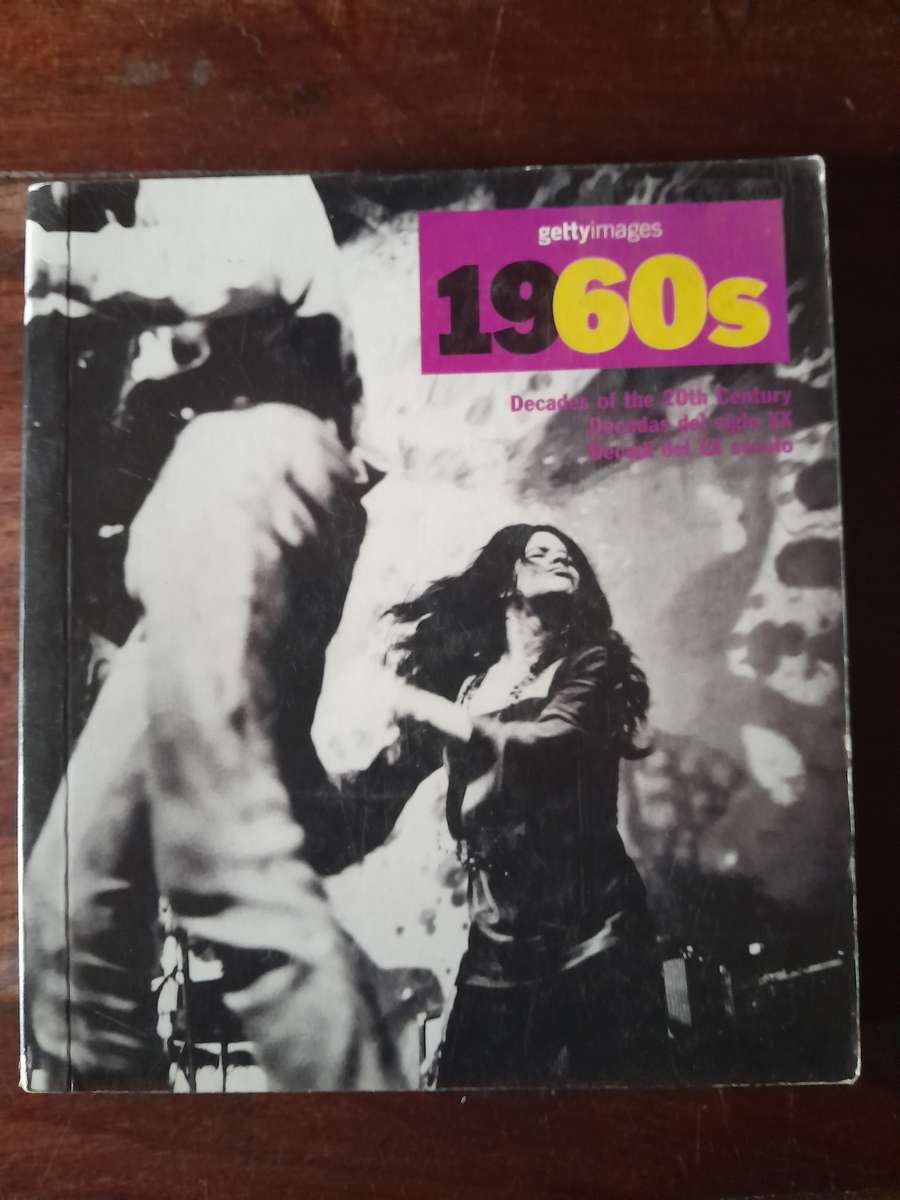 gettyimages
1960s
Decades of the 20th Century
Décadas del siglo XX
Decadi del XX secolo